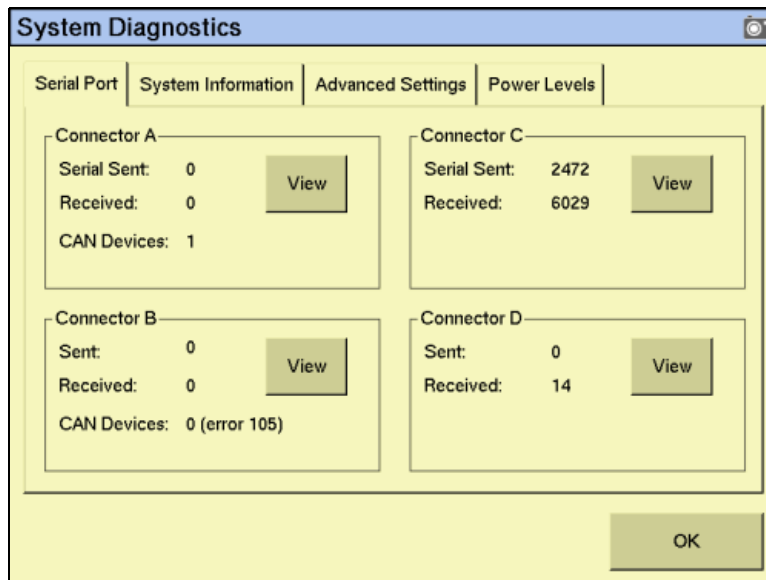 System Diagnostics
Serial Port System Information Advanced Settings Power Levels
Connector A
Serial Sent: 0
View
Received: 0
CAN Devices: 1
Connector C
Serial Sent: 2472
View
Received: 6029
Connector B
Sent: 0
View
Received: 0
CAN Devices: 0 (error 105)
Connector D
Sent: 0
View
Received: 14
OK